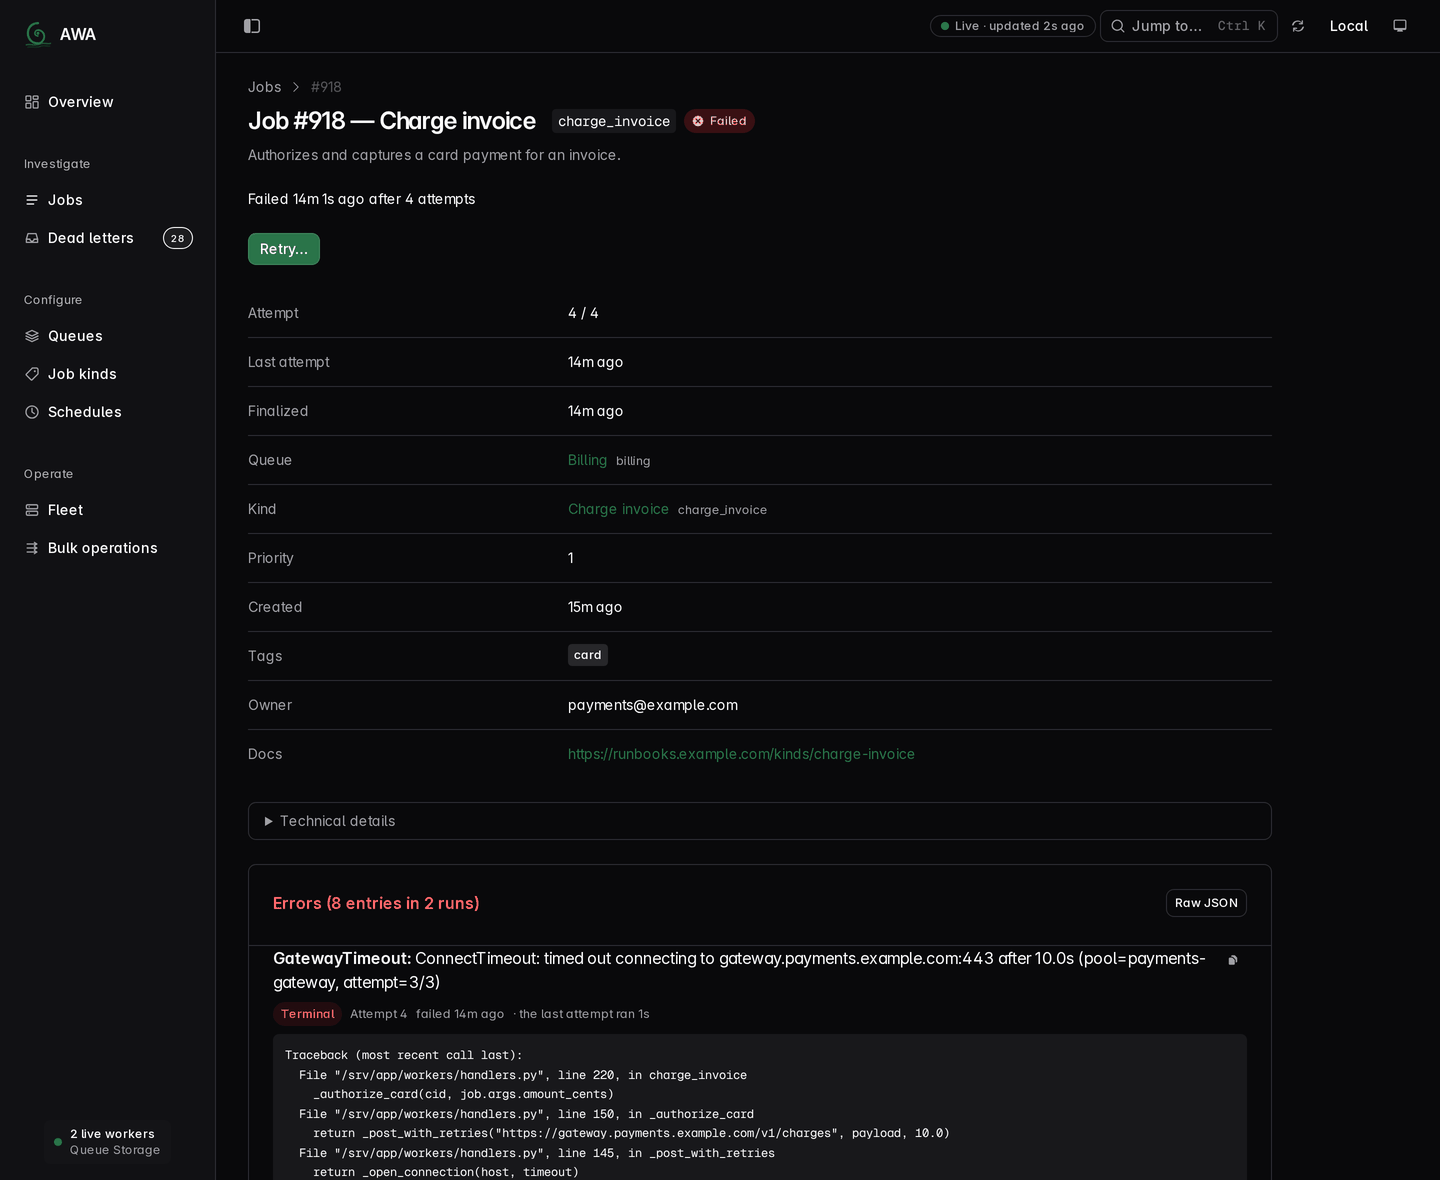 AWA
Overview
Investigate
Jobs
Dead letters 28
Configure
Queues
Job kinds
Schedules
Operate
Fleet
Bulk operations
2 live workers
Queue Storage
Live · updated 2s ago
Jump to... Ctrl K
Local
Jobs > #918
Job #918 — Charge invoice charge_invoice Failed
Authorizes and captures a card payment for an invoice.
Failed 14m 1s ago after 4 attempts
Retry...
Attempt 4 / 4
Last attempt 14m ago
Finalized 14m ago
Queue Billing billing
Kind Charge invoice charge_invoice
Priority 1
Created 15m ago
Tags card
Owner payments@example.com
Docs https://runbooks.example.com/kinds/charge-invoice
Technical details
Errors (8 entries in 2 runs) Raw JSON
GatewayTimeout: ConnectTimeout: timed out connecting to gateway.payments.example.com:443 after 10.0s (pool=payments-
gateway, attempt=3/3)
Terminal Attempt 4 failed 14m ago · the last attempt ran 1s
Traceback (most recent call last):
File "/srv/app/workers/handlers.py", line 220, in charge_invoice
_authorize_card(cid, job.args.amount_cents)
File "/srv/app/workers/handlers.py", line 150, in _authorize_card
return _post_with_retries("https://gateway.payments.example.com/v1/charges", payload, 10.0)
File "/srv/app/workers/handlers.py", line 145, in _post_with_retries
return _open_connection(host, timeout)